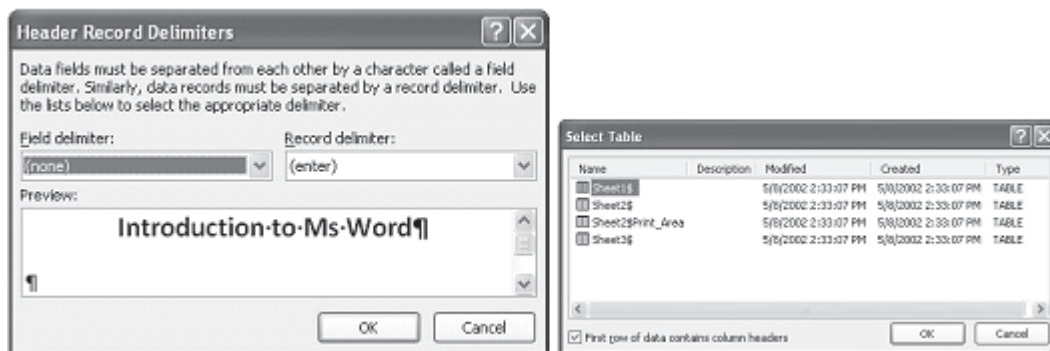 Header Record Delimiters
Data fields must be separated from each other by a character called a field
delimiter. Similarly, data records must be separated by a record delimiter. Use
the lists below to select the appropriate delimiter.
Field delimiter: Record delimiter:
(none) (enter)
Preview:
Introduction·to·Ms·Word¶
¶
OK Cancel
Select Table
Name Description Modified Created Type
Sheet1$ 5/8/2002 2:33:07 PM 5/8/2002 2:33:07 PM TABLE
Sheet2$ 5/8/2002 2:33:07 PM 5/8/2002 2:33:07 PM TABLE
Sheet2$Print_Area 5/8/2002 2:33:07 PM 5/8/2002 2:33:07 PM TABLE
Sheet3$ 5/8/2002 2:33:07 PM 5/8/2002 2:33:07 PM TABLE
First row of data contains column headers
OK Cancel